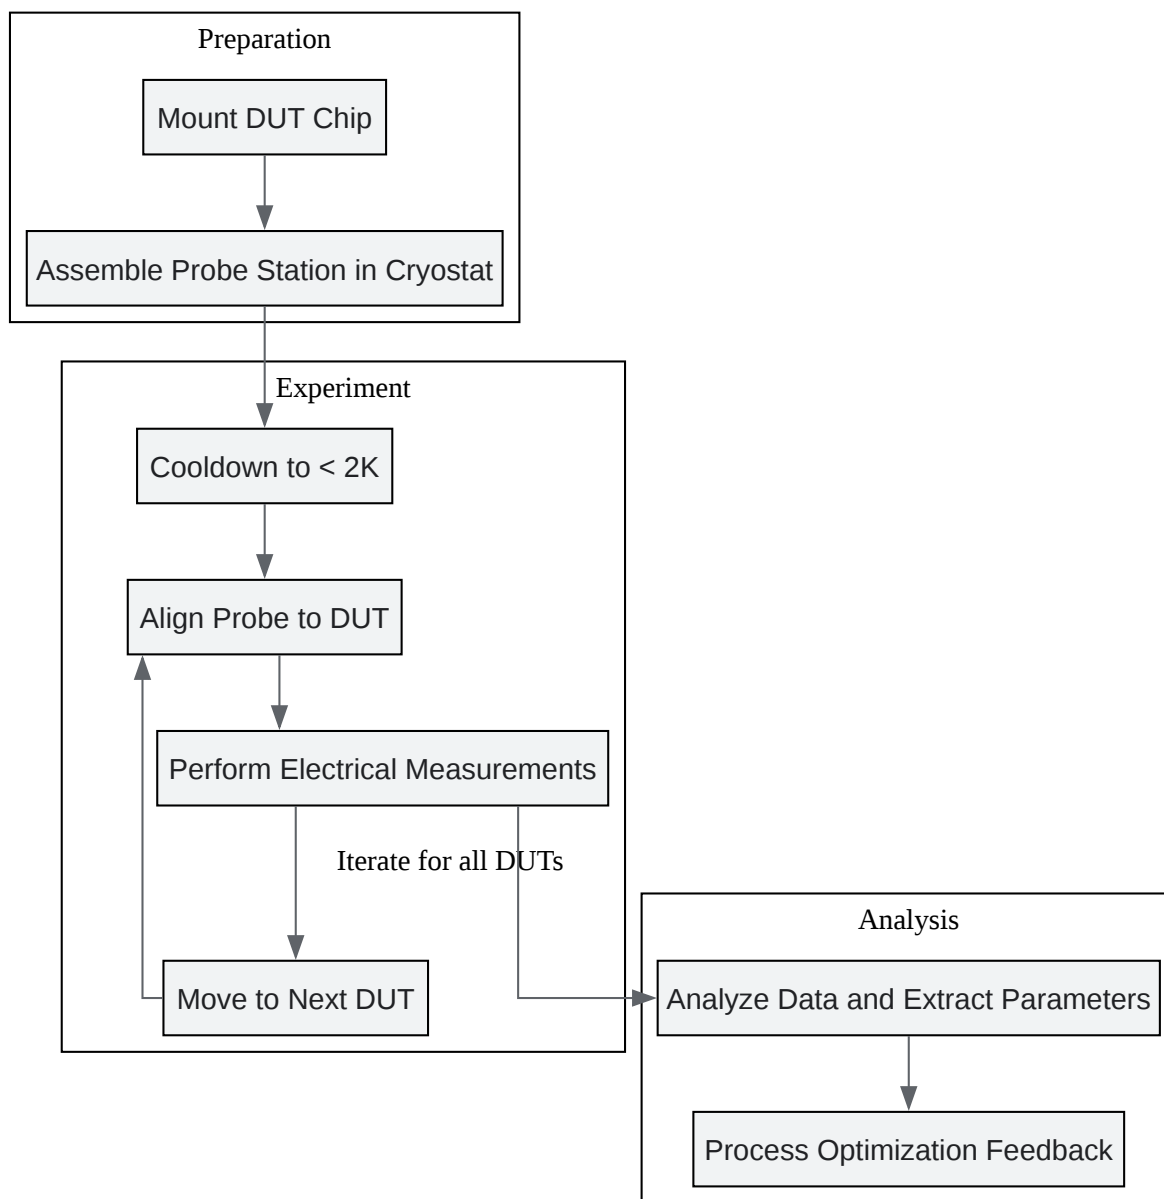 Preparation
Mount DUT Chip
Assemble Probe Station in Cryostat
Experiment
Cooldown to < 2K
Align Probe to DUT
Perform Electrical Measurements
Iterate for all DUTs
Move to Next DUT
Analysis
Analyze Data and Extract Parameters
Process Optimization Feedback